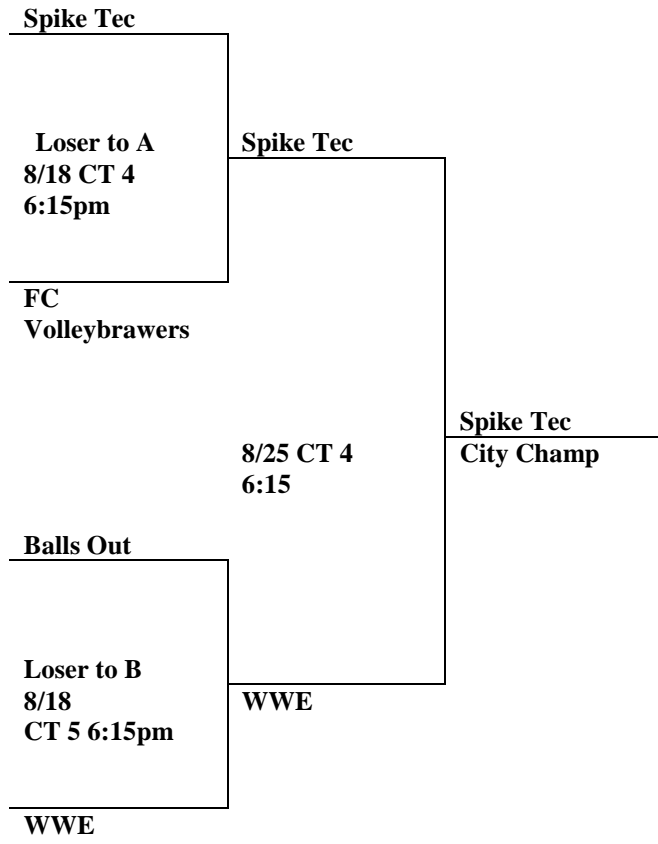 Spike Tec
Loser to A
8/18 CT 4
6:15pm
Spike Tec
FC
Volleybrawers
8/25 CT 4
6:15
Spike Tec
City Champ
Balls Out
Loser to B
8/18
CT 5 6:15pm
WWE
WWE